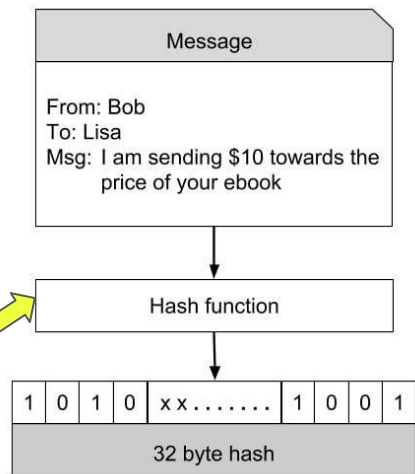 Message
From: Bob
To: Lisa
Msg: I am sending $10 towards the
price of your ebook
Hash function
1 0 1 0 x x . . . . . . . 1 0 0 1
32 byte hash